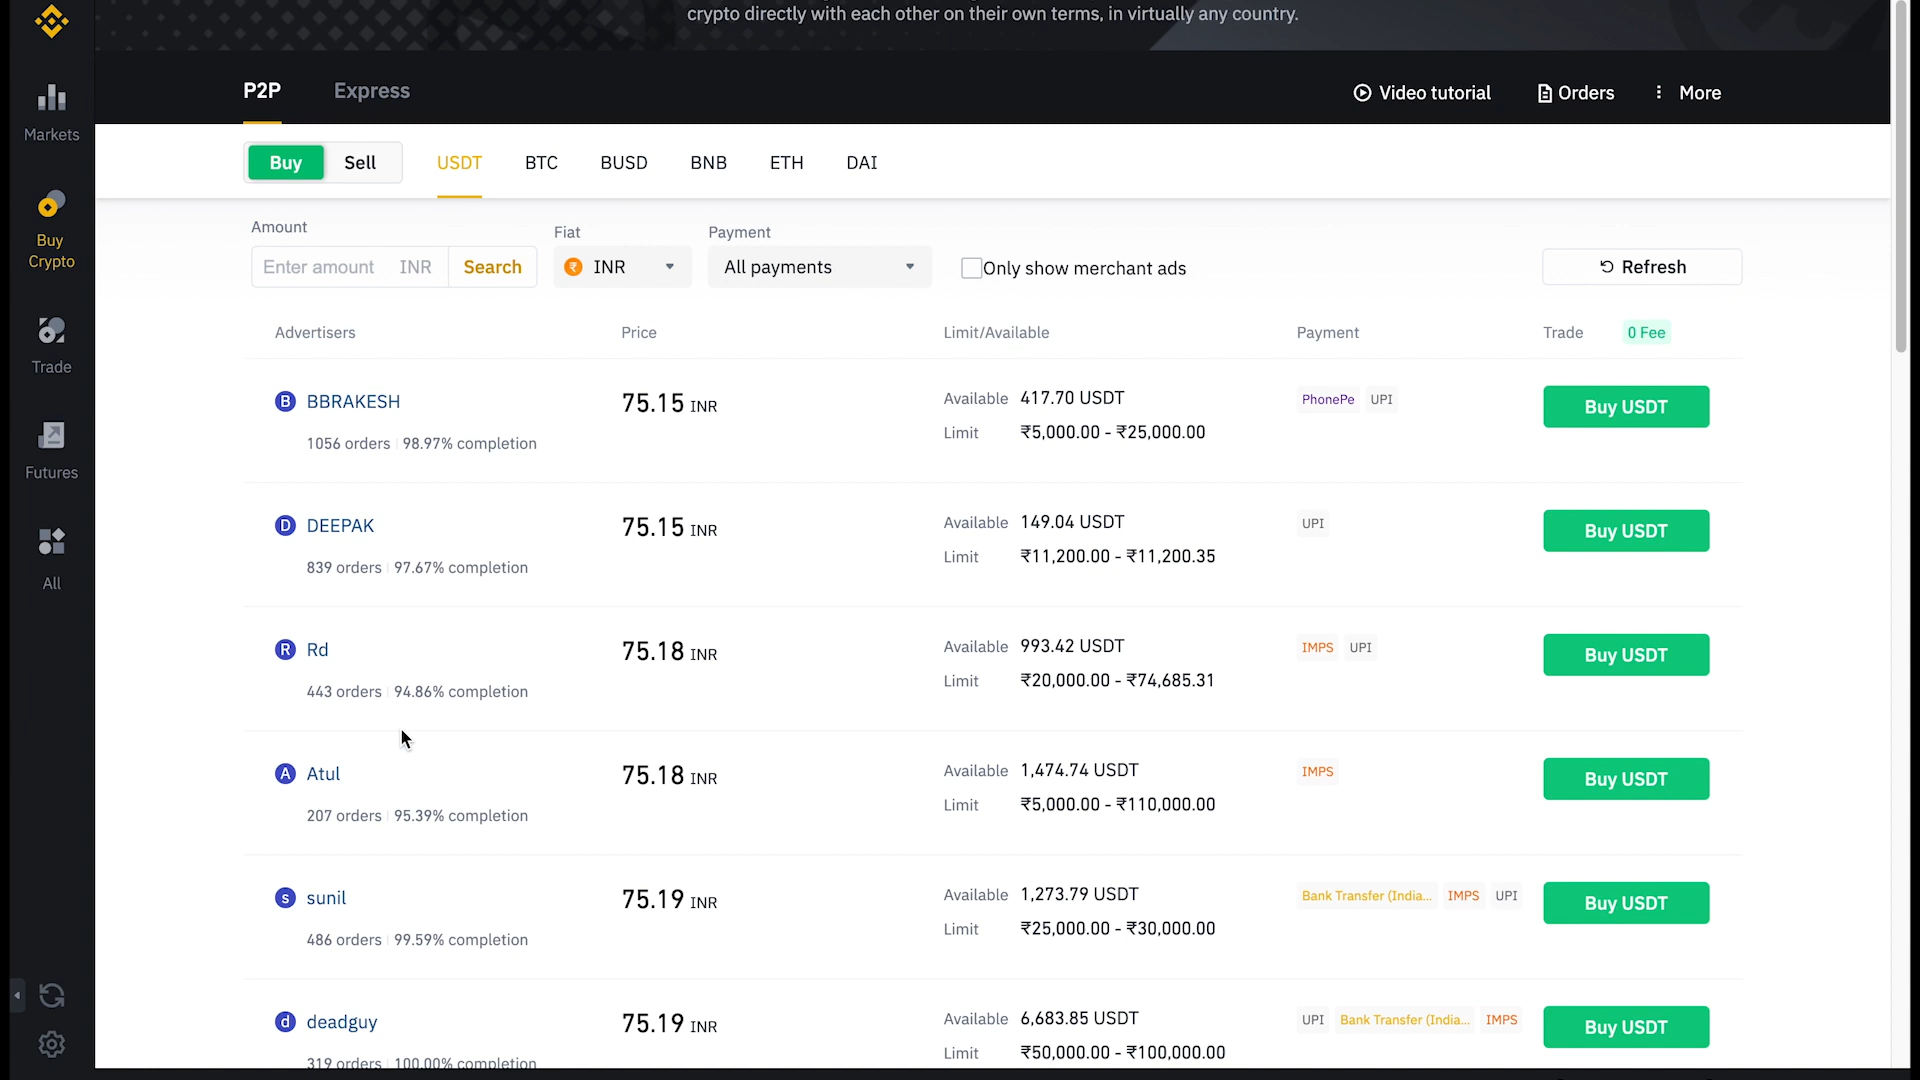 crypto directly with each other on their own terms, in virtually any country.
P2P Express Video tutorial Orders More
Markets
Buy Crypto
Trade
Futures
All
Buy Sell USDT BTC BUSD BNB ETH DAI
Amount Fiat Payment
Enter amount INR Search ₹ INR All payments Only show merchant ads Refresh
Advertisers Price Limit/Available Payment Trade 0 Fee
B BBRAKESH 75.15 INR Available 417.70 USDT PhonePe UPI Buy USDT
1056 orders 98.97% completion Limit ₹5,000.00 - ₹25,000.00
D DEEPAK 75.15 INR Available 149.04 USDT UPI Buy USDT
839 orders 97.67% completion Limit ₹11,200.00 - ₹11,200.35
R Rd 75.18 INR Available 993.42 USDT IMPS UPI Buy USDT
443 orders 94.86% completion Limit ₹20,000.00 - ₹74,685.31
A Atul 75.18 INR Available 1,474.74 USDT IMPS Buy USDT
207 orders 95.39% completion Limit ₹5,000.00 - ₹110,000.00
s sunil 75.19 INR Available 1,273.79 USDT Bank Transfer (India... IMPS UPI Buy USDT
486 orders 99.59% completion Limit ₹25,000.00 - ₹30,000.00
d deadguy 75.19 INR Available 6,683.85 USDT UPI Bank Transfer (India... IMPS Buy USDT
319 orders 100.00% completion Limit ₹50,000.00 - ₹100,000.00